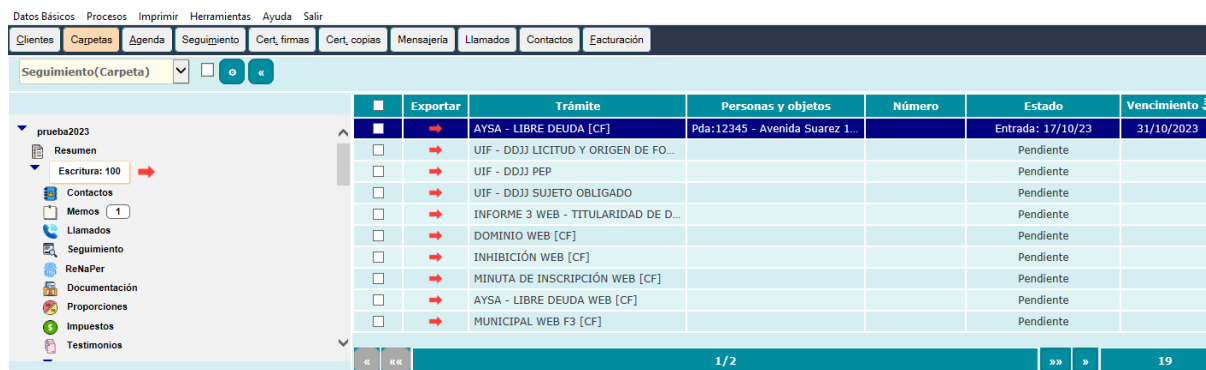 Datos Básicos Procesos Imprimir Herramientas Ayuda Salir
Clientes Carpetas Agenda Seguimiento Cert. firmas Cert. copias Mensajería Llamados Contactos Facturación
Seguimiento(Carpeta) «
Exportar Trámite Personas y objetos Número Estado Vencimiento
prueba2023
Resumen
Escritura: 100
Contactos
Memos 1
Llamados
Seguimiento
ReNaPer
Documentación
Proporciones
Impuestos
Testimonios
AYSA - LIBRE DEUDA [CF] Pda:12345 - Avenida Suarez 1... Entrada: 17/10/23 31/10/2023
UIF - DDJJ LICITUD Y ORIGEN DE FO... Pendiente
UIF - DDJJ PEP Pendiente
UIF - DDJJ SUJETO OBLIGADO Pendiente
INFORME 3 WEB - TITULARIDAD DE D... Pendiente
DOMINIO WEB [CF] Pendiente
INHIBICIÓN WEB [CF] Pendiente
MINUTA DE INSCRIPCIÓN WEB [CF] Pendiente
AYSA - LIBRE DEUDA WEB [CF] Pendiente
MUNICIPAL WEB F3 [CF] Pendiente
« «« 1/2 »» » 19